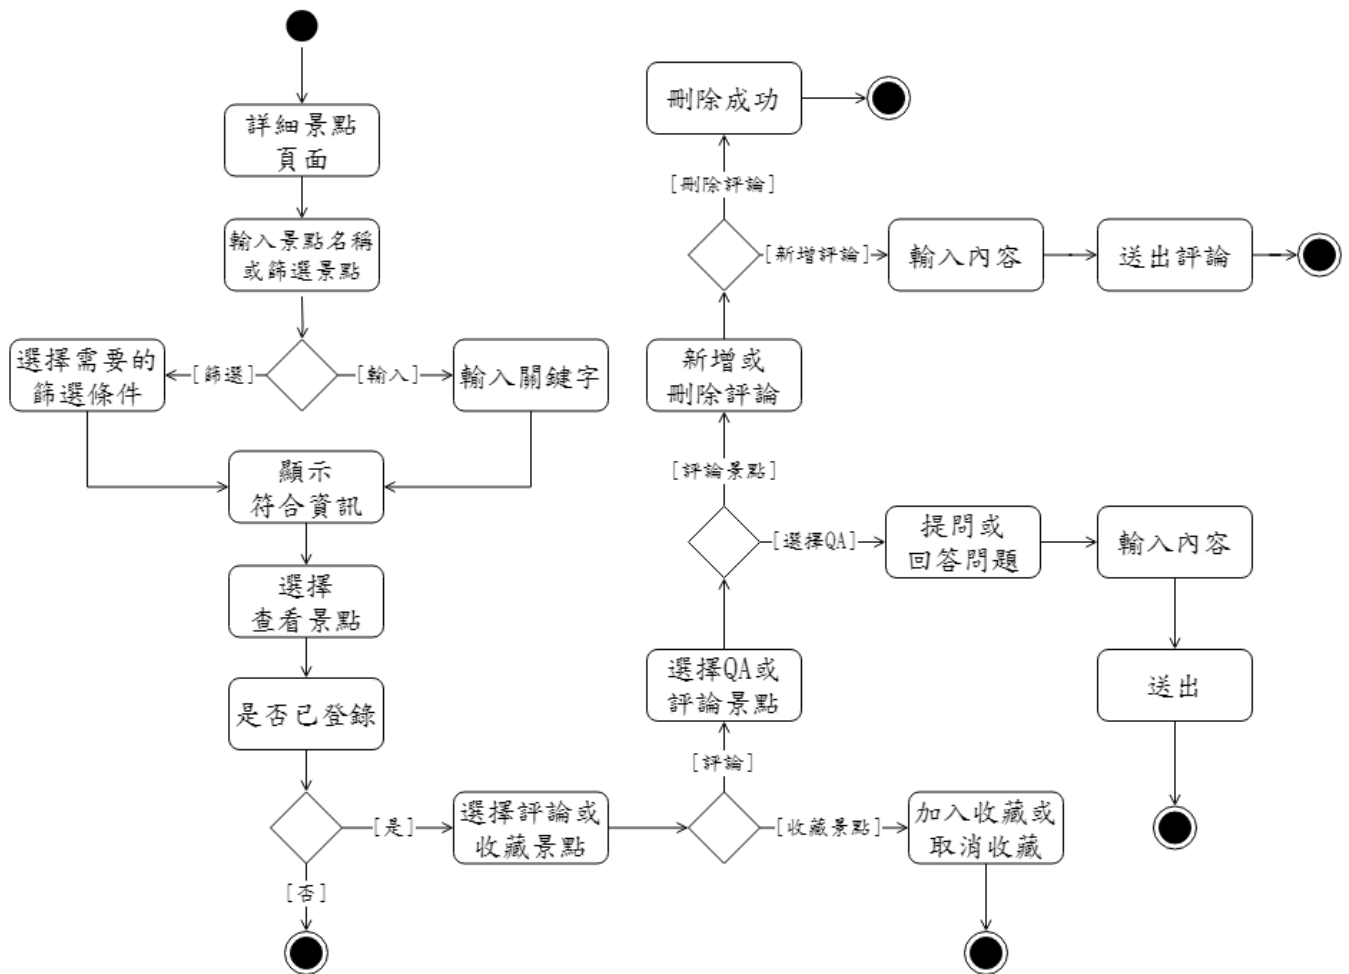 詳細景點
頁面
輸入景點名稱
或篩選景點
[篩選]
[輸入]
選擇需要的
篩選條件
輸入關鍵字
顯示
符合資訊
選擇
查看景點
是否已登錄
[是]
[否]
選擇評論或
收藏景點
[評論]
[收藏景點]
加入收藏或
取消收藏
選擇QA或
評論景點
[評論景點]
[選擇QA]
提問或
回答問題
輸入內容
送出
新增或
刪除評論
[刪除評論]
[新增評論]
輸入內容
送出評論
刪除成功